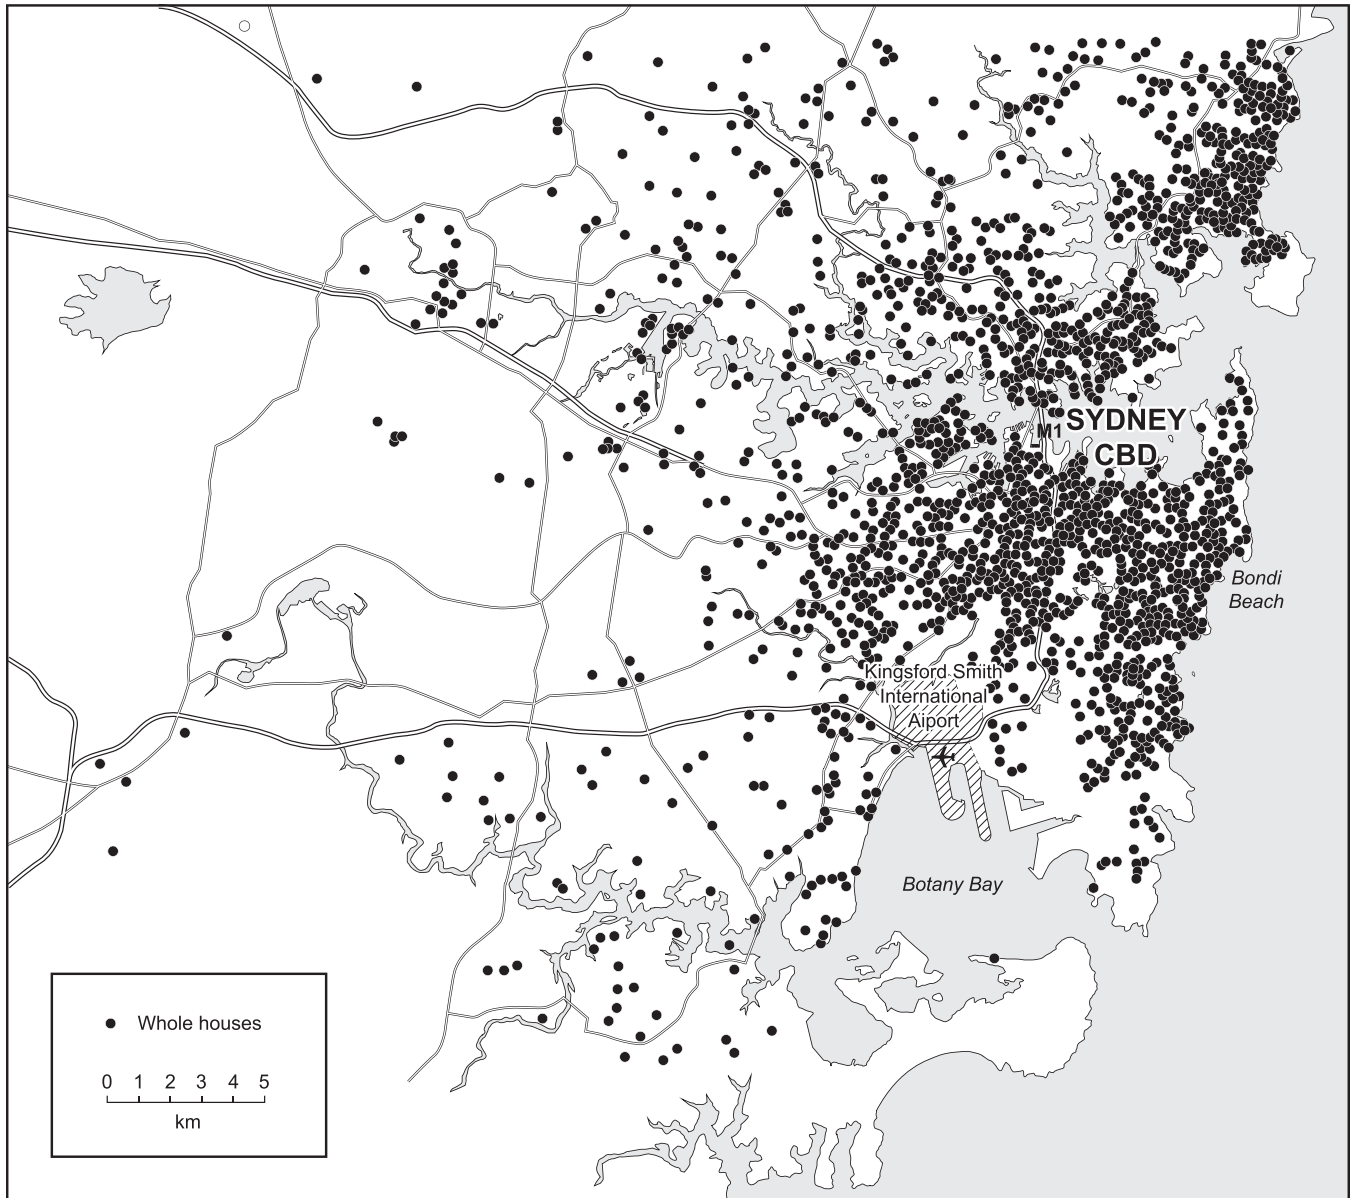 M1
SYDNEY
CBD
Bondi
Beach
Kingsford Smith
International
Aiport
Botany Bay
Whole houses
0 1 2 3 4 5
km